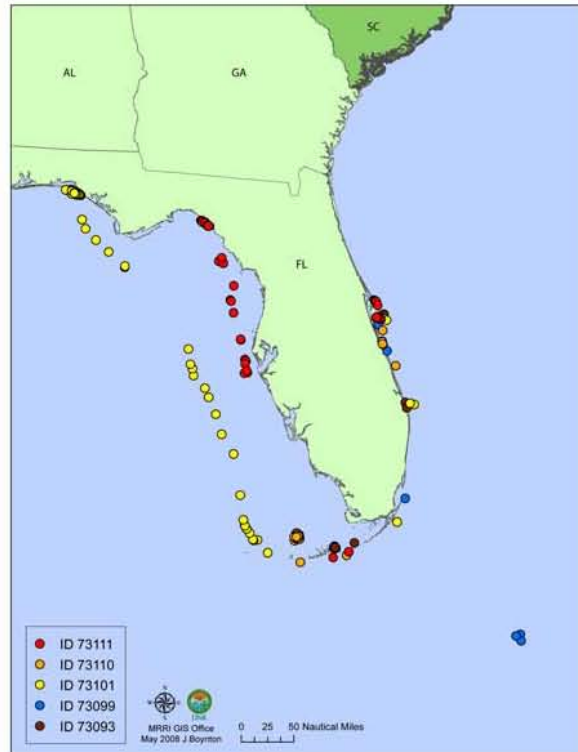 SC
AL
GA
FL
ID 73111
ID 73110
ID 73101
ID 73099
ID 73093
N
W
E
S
MRRI GIS Office
May 2008 J Boynton
0 25 50 Nautical Miles